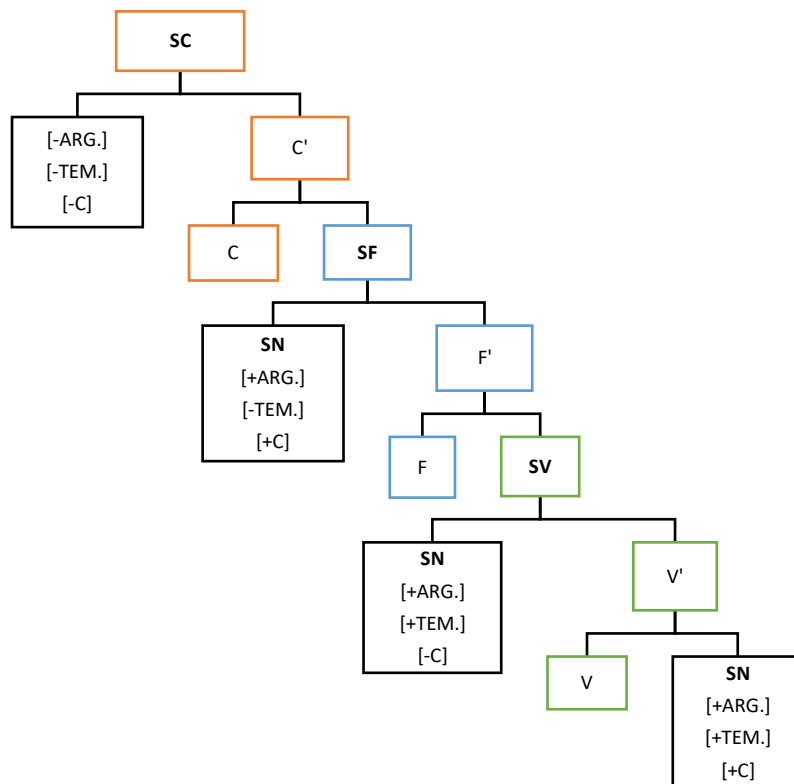 SC
[-ARG.]
[-TEM.]
[-C]
C'
C
SF
SN
[+ARG.]
[-TEM.]
[+C]
F'
F
SV
SN
[+ARG.]
[+TEM.]
[-C]
V'
V
SN
[+ARG.]
[+TEM.]
[+C]